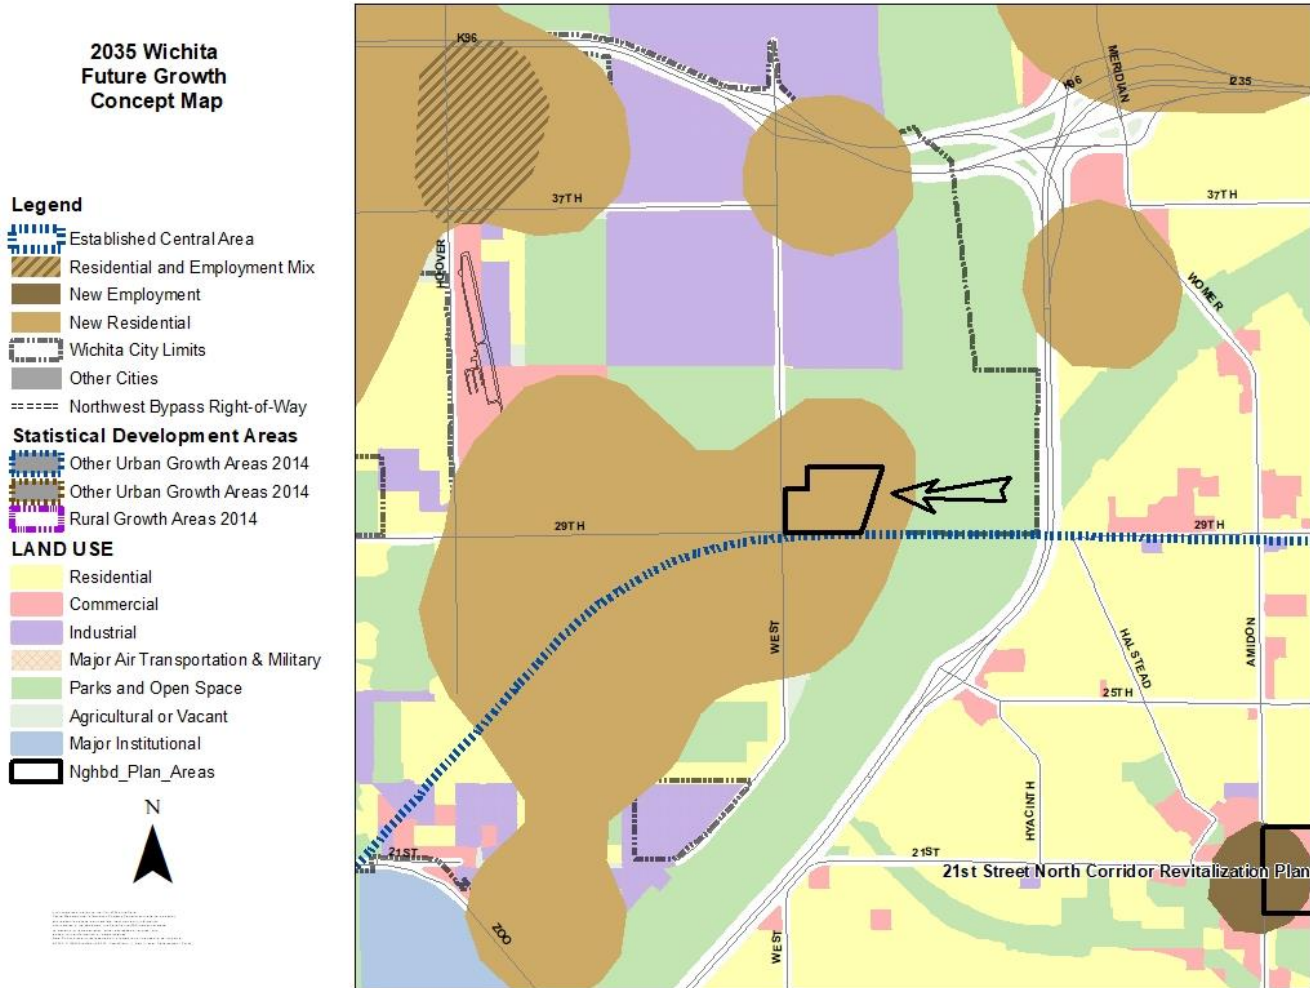 2035 Wichita
Future Growth
Concept Map
Legend
Established Central Area
Residential and Employment Mix
New Employment
New Residential
Wichita City Limits
Other Cities
Northwest Bypass Right-of-Way
Statistical Development Areas
Other Urban Growth Areas 2014
Other Urban Growth Areas 2014
Rural Growth Areas 2014
LAND USE
Residential
Commercial
Industrial
Major Air Transportation & Military
Parks and Open Space
Agricultural or Vacant
Major Institutional
Nghbd_Plan_Areas
N
K96
MERIDIAN
K96
I235
37TH
37TH
HOOVER
WOMER
29TH
29TH
WEST
HALSTEAD
AMIDON
25TH
HYACINTH
21ST
21ST
21st Street North Corridor Revitalization Plan
ZOO
WEST